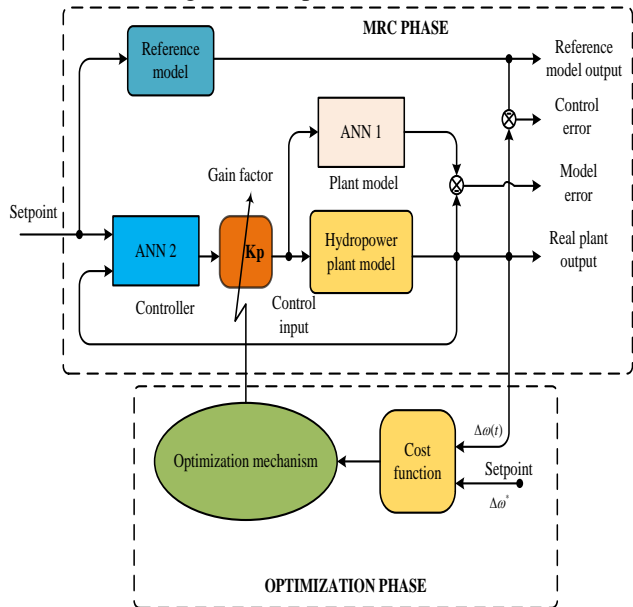 MRC PHASE
Reference
model
Reference
model output
Control
error
ANN 1
Plant model
Model
error
Gain factor
Setpoint
ANN 2
Controller
Kp
Control
input
Hydropower
plant model
Real plant
output
Optimization mechanism
Cost
function
Δω(t)
Setpoint
Δω*
OPTIMIZATION PHASE